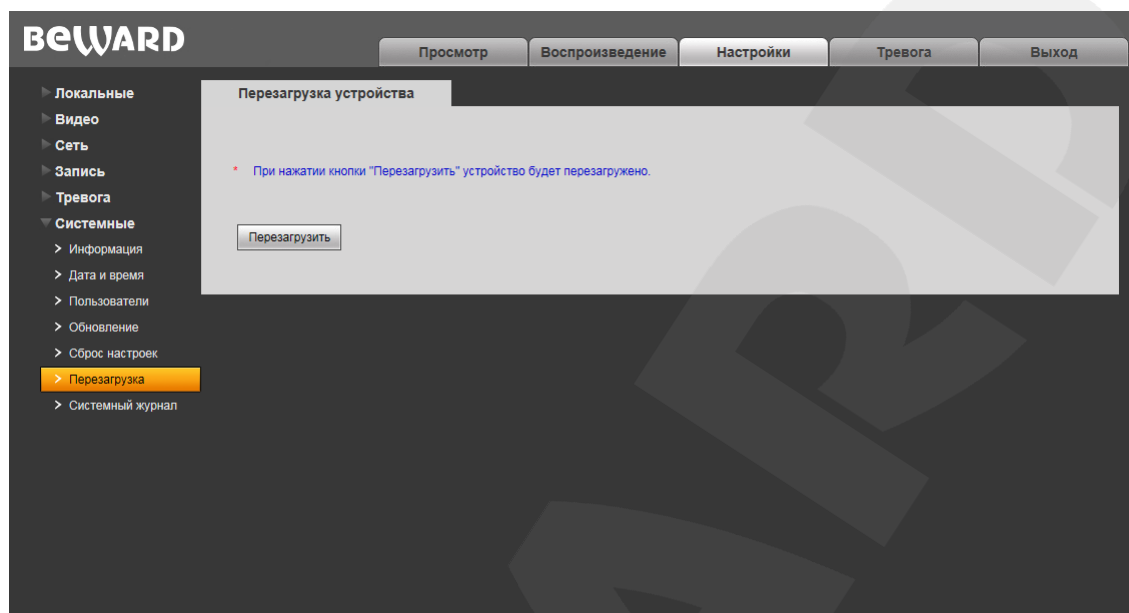 BEWARD
Просмотр Воспроизведение Настройки Тревога Выход
Локальные
Видео
Сеть
Запись
Тревога
Системные
Информация
Дата и время
Пользователи
Обновление
Сброс настроек
Перезагрузка
Системный журнал
Перезагрузка устройства
* При нажатии кнопки "Перезагрузить" устройство будет перезагружено.
Перезагрузить